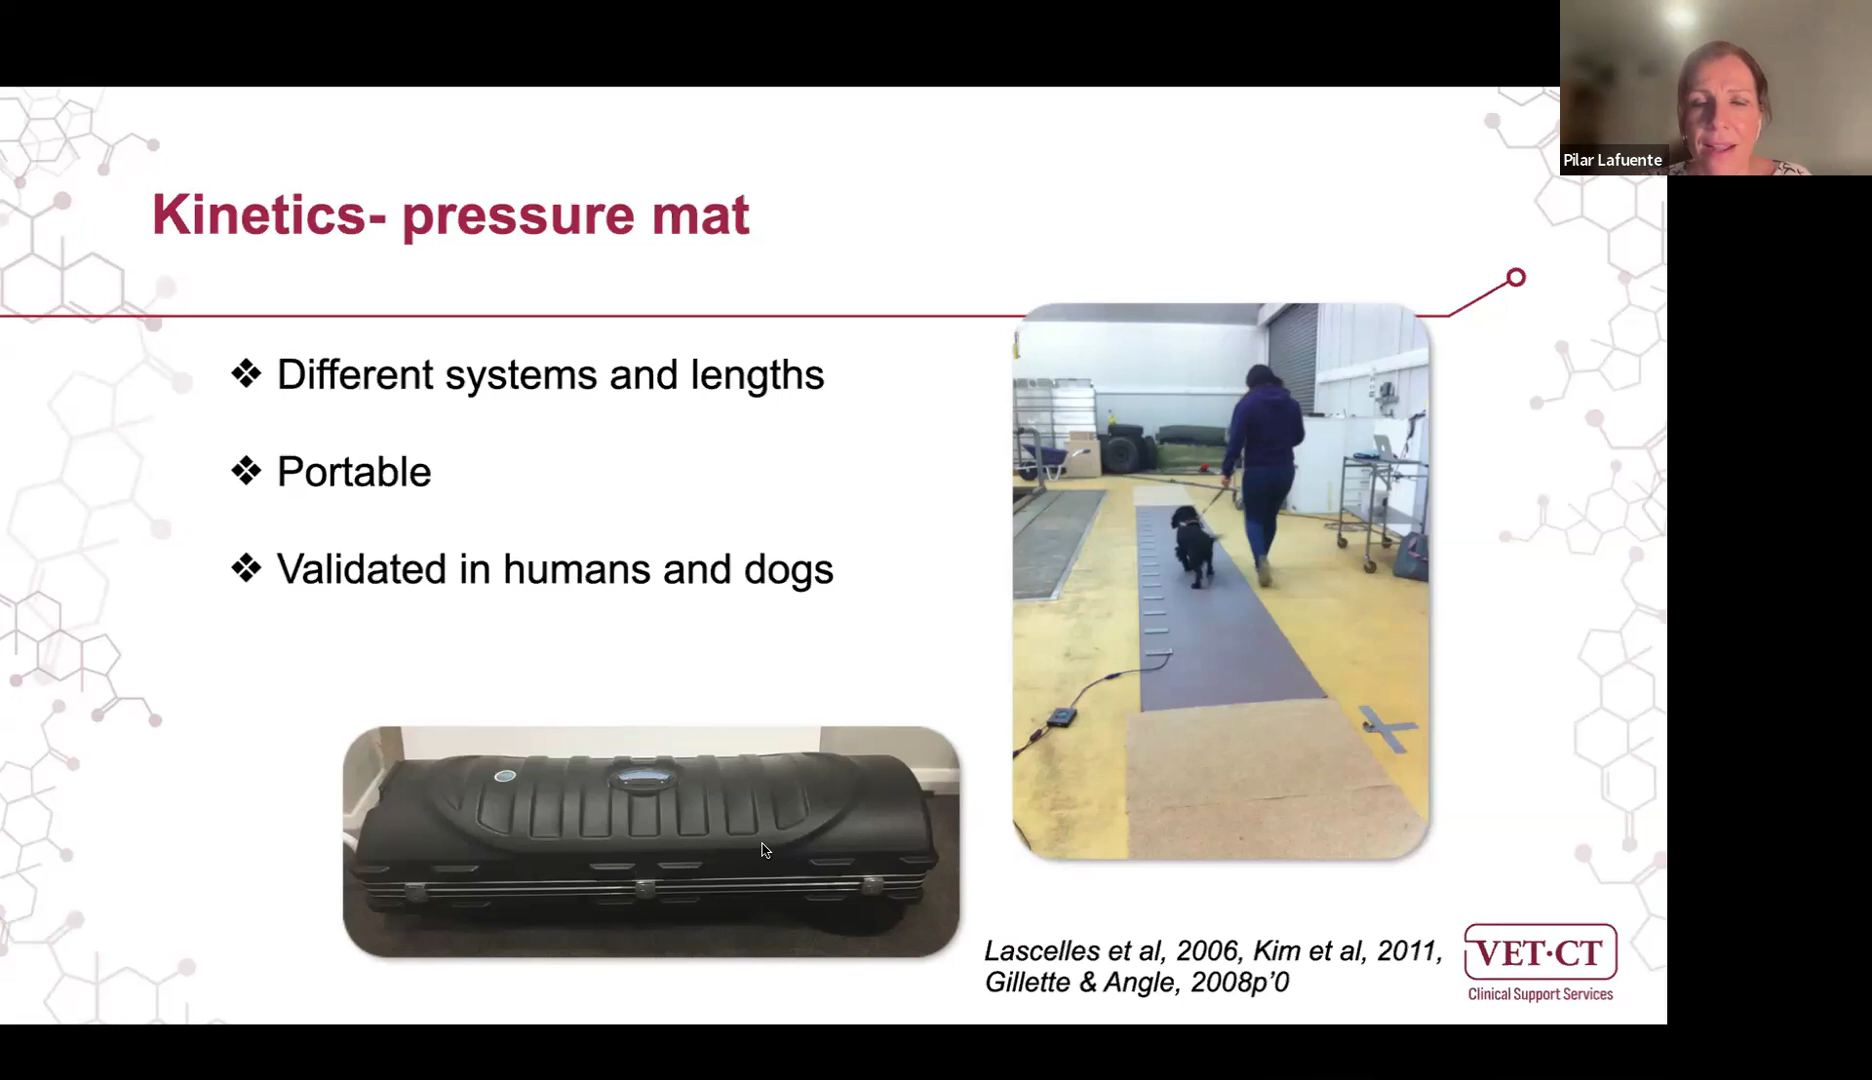 Pilar Lafuente
Kinetics- pressure mat
❖ Different systems and lengths
❖ Portable
❖ Validated in humans and dogs
Lascelles et al, 2006, Kim et al, 2011,
Gillette & Angle, 2008p’0
VET·CT
Clinical Support Services